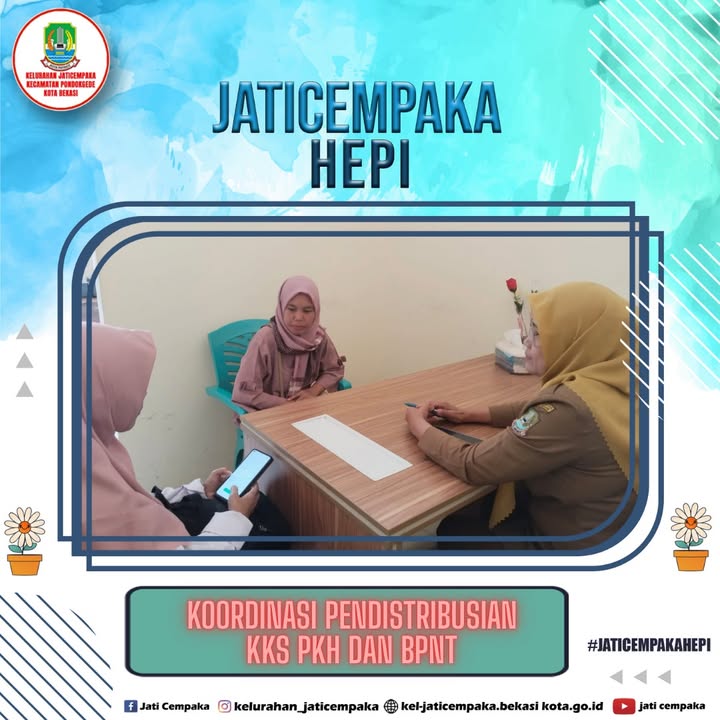 KELURAHAN JATICEMPAKA
KECAMATAN PONDOKGEDE
KOTA BEKASI
JATICEMPAKA
HEPI
KOORDINASI PENDISTRIBUSIAN
KKS PKH DAN BPNT
#JATICEMPAKAHEPI
Jati Cempaka kelurahan_jaticempaka kel-jaticempaka.bekasi kota.go.id jati cempaka